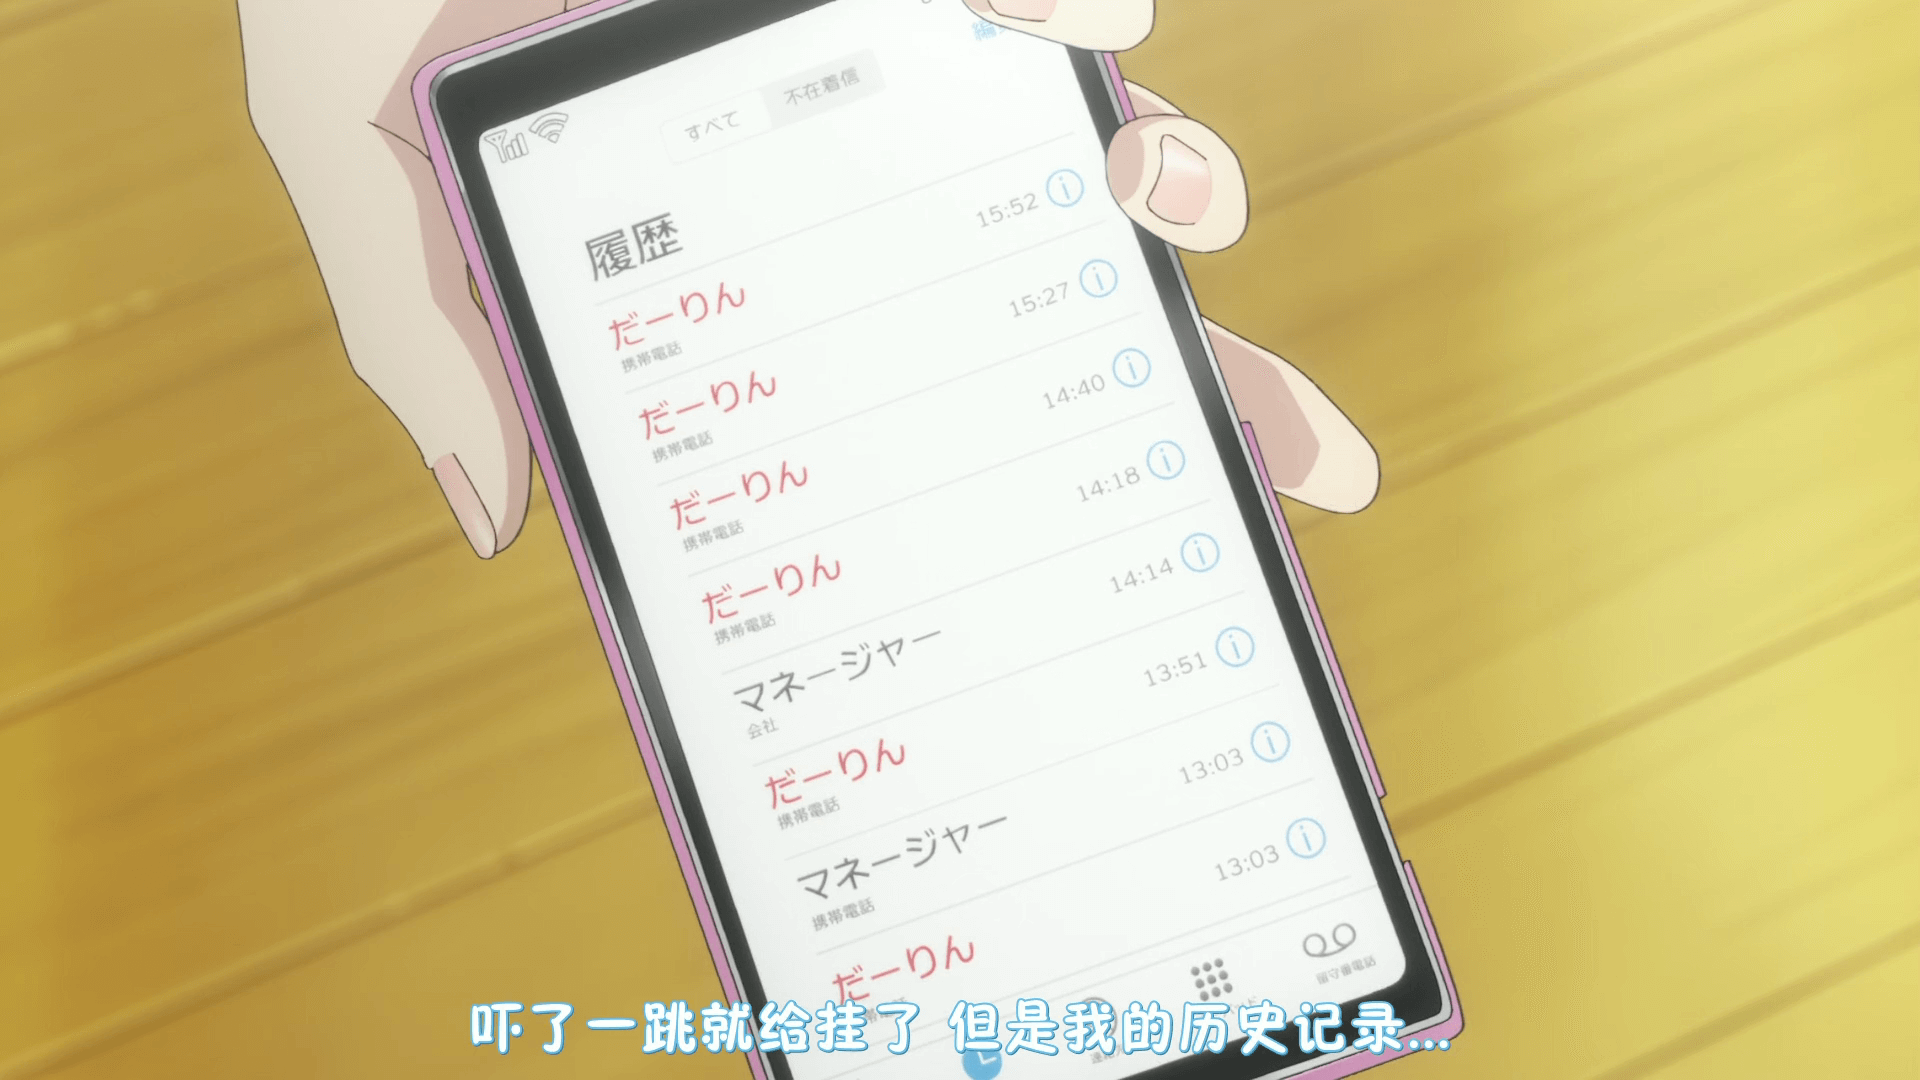 すべて 不在着信
履歴
だーりん 15:52
携帯電話
だーりん 15:27
携帯電話
だーりん 14:40
携帯電話
だーりん 14:18
携帯電話
マネージャー 14:14
会社
だーりん 13:51
携帯電話
マネージャー 13:03
携帯電話
だーりん 13:03
留守番電話
吓了一跳就给挂了 但是我的历史记录...